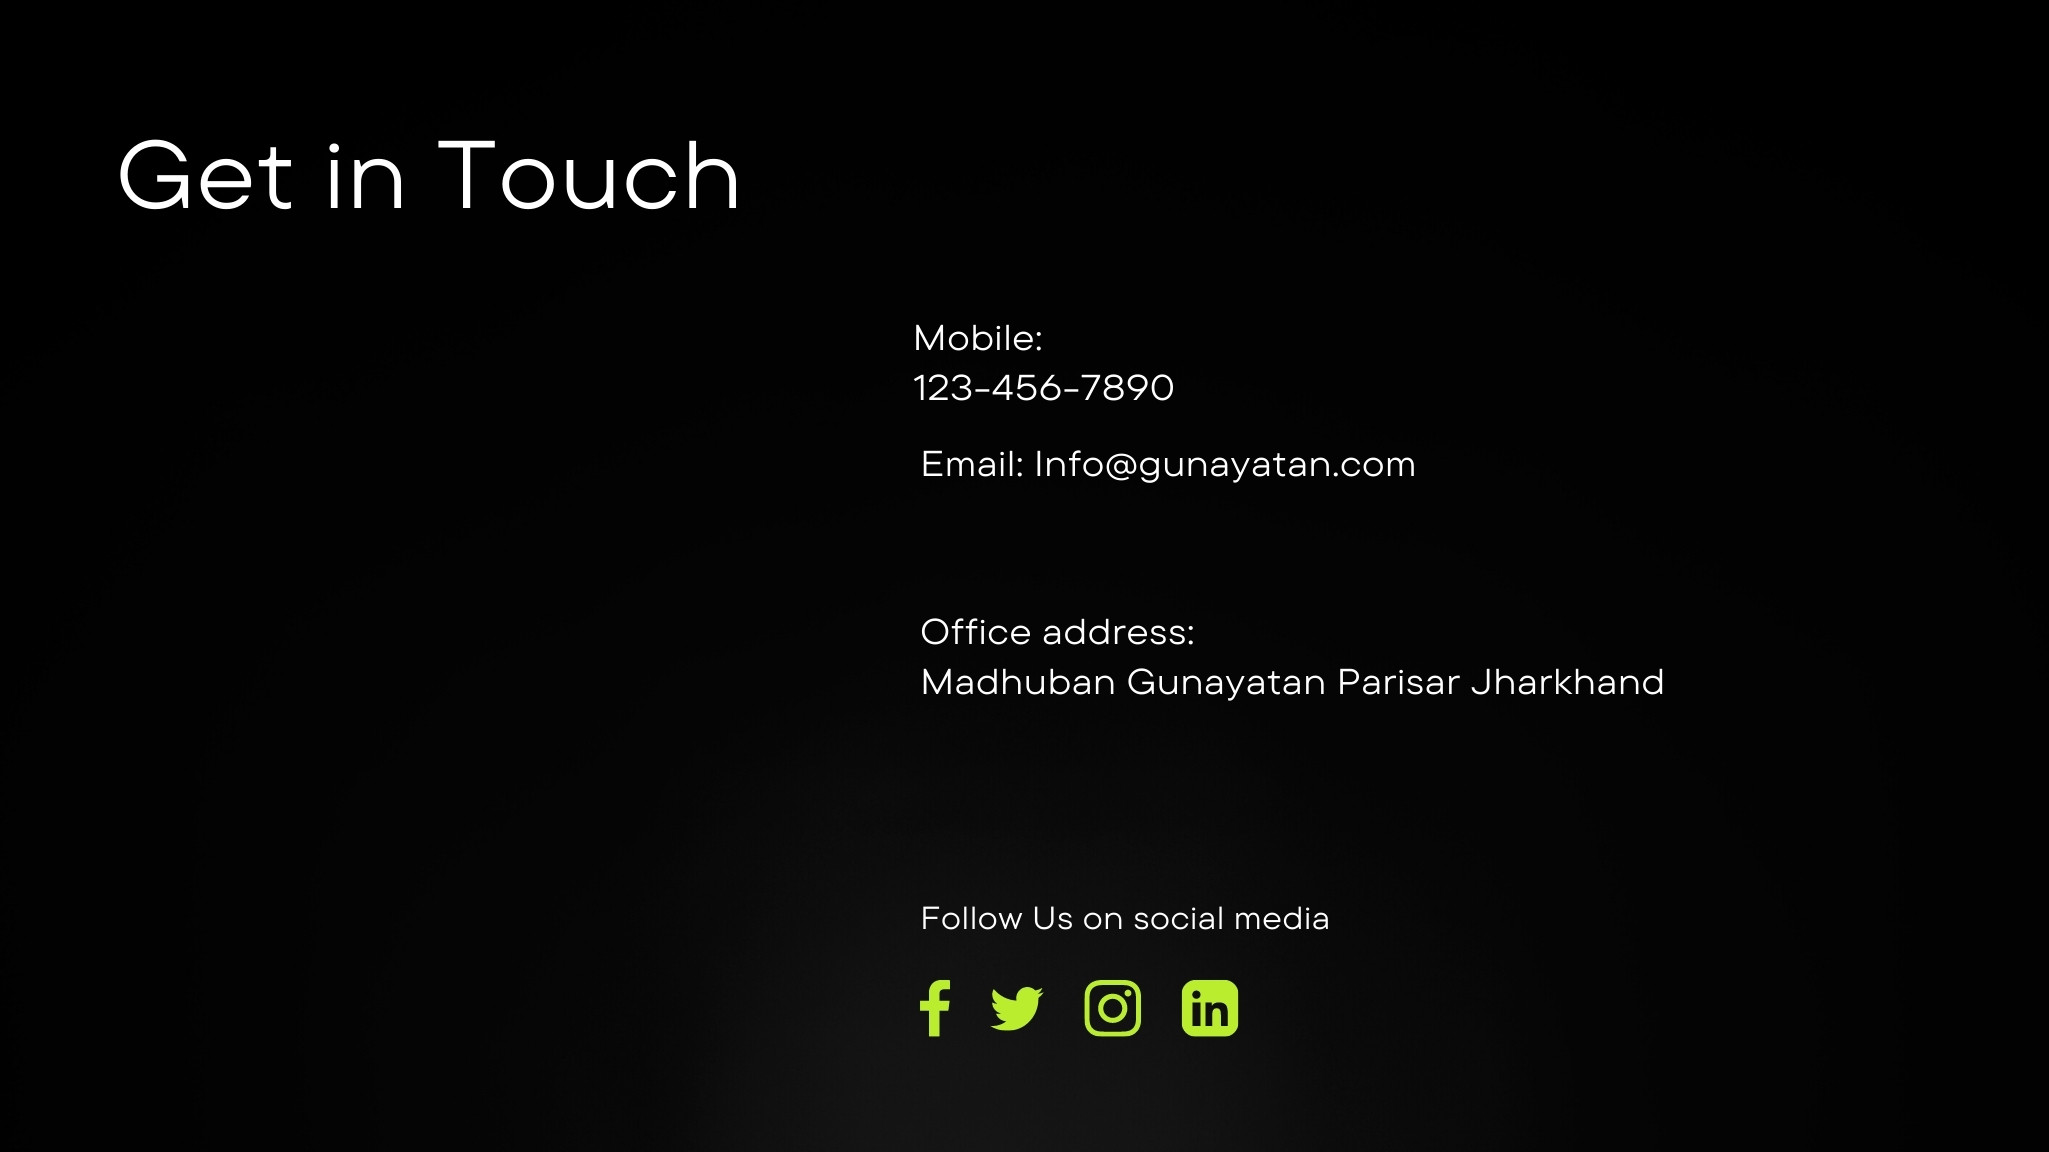 Get in Touch
Mobile:
123-456-7890
Email: Info@gunayatan.com
Office address:
Madhuban Gunayatan Parisar Jharkhand
Follow Us on social media